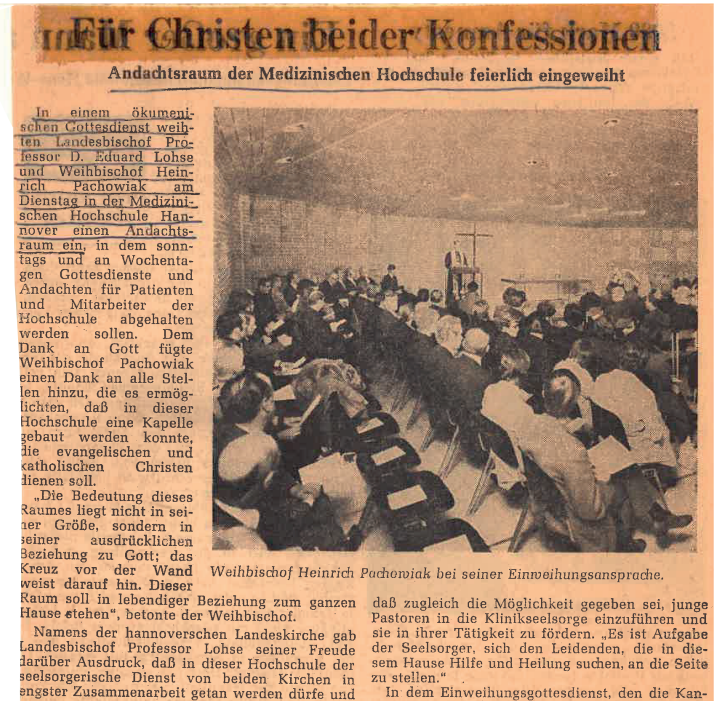 Für Christen beider Konfessionen
Andachtsraum der Medizinischen Hochschule feierlich eingeweiht
In einem ökumeni-
schen Gottesdienst weih-
ten Landesbischof Pro-
fessor D. Eduard Lohse
und Weihbischof Hein-
rich Pachowiak am
Dienstag in der Medizini-
schen Hochschule Han-
nover einen Andachts-
raum ein, in dem sonn-
tags und an Wochenta-
gen Gottesdienste und
Andachten für Patienten
und Mitarbeiter der
Hochschule abgehalten
werden sollen. Dem
Dank an Gott fügte
Weihbischof Pachowiak
einen Dank an alle Stel-
len hinzu, die es ermög-
lichten, daß in dieser
Hochschule eine Kapelle
gebaut werden konnte,
die evangelischen und
katholischen Christen
dienen soll.
„Die Bedeutung dieses
Raumes liegt nicht in sei-
ner Größe, sondern in
seiner ausdrücklichen
Beziehung zu Gott; das
Kreuz vor der Wand
weist darauf hin. Dieser
Raum soll in lebendiger Beziehung zum ganzen
Hause stehen“, betonte der Weihbischof.
Namens der hannoverschen Landeskirche gab
Landesbischof Professor Lohse seiner Freude
darüber Ausdruck, daß in dieser Hochschule der
seelsorgerische Dienst von beiden Kirchen in
engster Zusammenarbeit getan werden dürfe und
Weihbischof Heinrich Pachowiak bei seiner Einweihungsansprache.
daß zugleich die Möglichkeit gegeben sei, junge
Pastoren in die Klinikseelsorge einzuführen und
sie in ihrer Tätigkeit zu fördern. „Es ist Aufgabe
der Seelsorger, sich den Leidenden, die in die-
sem Hause Hilfe und Heilung suchen, an die Seite
zu stellen.“
In dem Einweihungsgottesdienst, den die Kan-